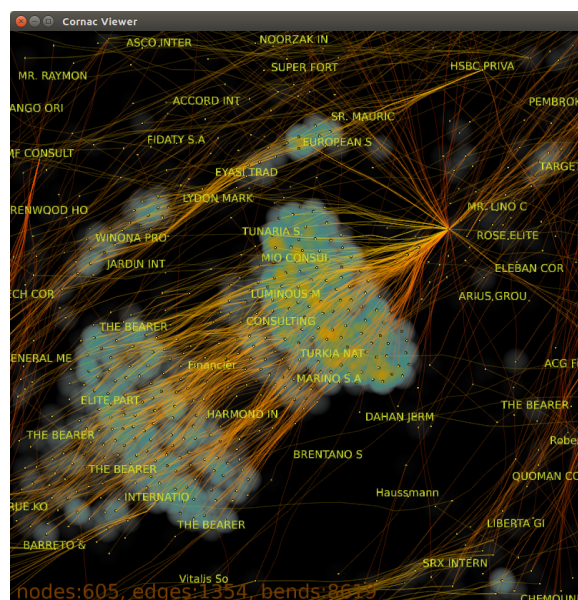 Cornac Viewer
ASCO INTER
NOORZAK IN
MR. RAYMON
SUPER FORT
HSBC PRIVA
ANGO ORI
ACCORD INT
PEMBROK
SR. MAURIC
FIDATY S.A
EUROPEAN S
MF CONSULT
TARGET
EYASI TRAD
LYDON MARK
RENWOOD HO
MR. LINO C
TUNARIA S
WINONA PRO
ROSE,ELITE
MIO CONSUL
JARDIN INT
ELEBAN COR
ECH COR
LUMINOUS M
ARIUS,GROU
CONSULTING
THE BEARER
TURKIA NAT
ENERAL ME
Financier
ACG F
MARINO S A
ELITE PART
THE BEARER
HARMOND IN
DAHAN JERM
THE BEARER
Rober
BRENTANO S
THE BEARER
QUOMAN CO
INTERNATIO
Haussmann
RUE KO
THE BEARER
LIBERTA GI
BARRETO &
SRX INTERN
Vitalis So
nodes:605, edges:1354, bends:8619
CHEMOUN